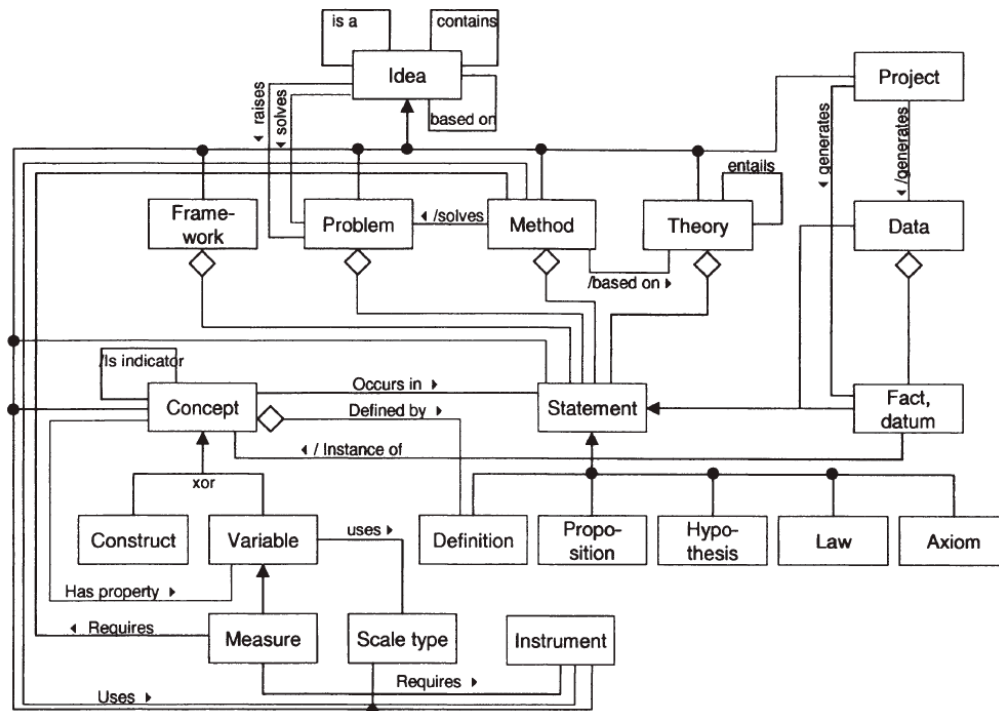 is a
contains
Idea
Project
◂ raises
◂ solves
based on
◂ generates
◂ /generates
entails
Frame-
work
Problem
◂ /solves
Method
Theory
Data
/based on ▸
/Is indicator
Concept
Occurs in ▸
Statement
Fact,
datum
Defined by ▸
◂ / Instance of
xor
Construct
Variable
uses ▸
Definition
Propo-
sition
Hypo-
thesis
Law
Axiom
Has property ▸
◂ Requires
Measure
Scale type
Instrument
Requires ▸
Uses ▸